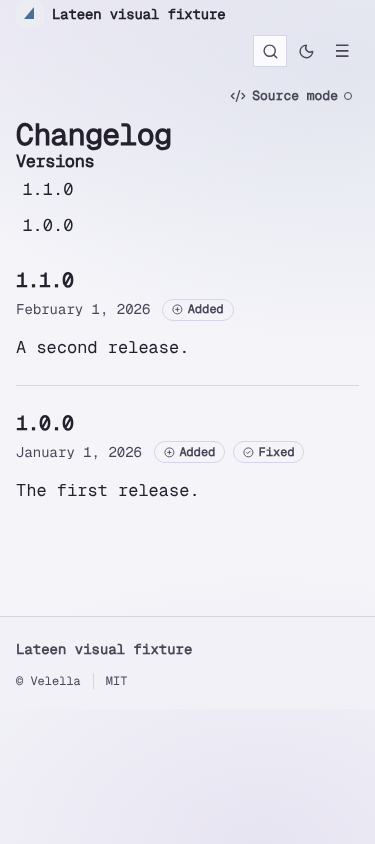 Lateen visual fixture
Source mode
Changelog
Versions
1.1.0
1.0.0
1.1.0
February 1, 2026 Added
A second release.
1.0.0
January 1, 2026 Added Fixed
The first release.
Lateen visual fixture
© Velella MIT